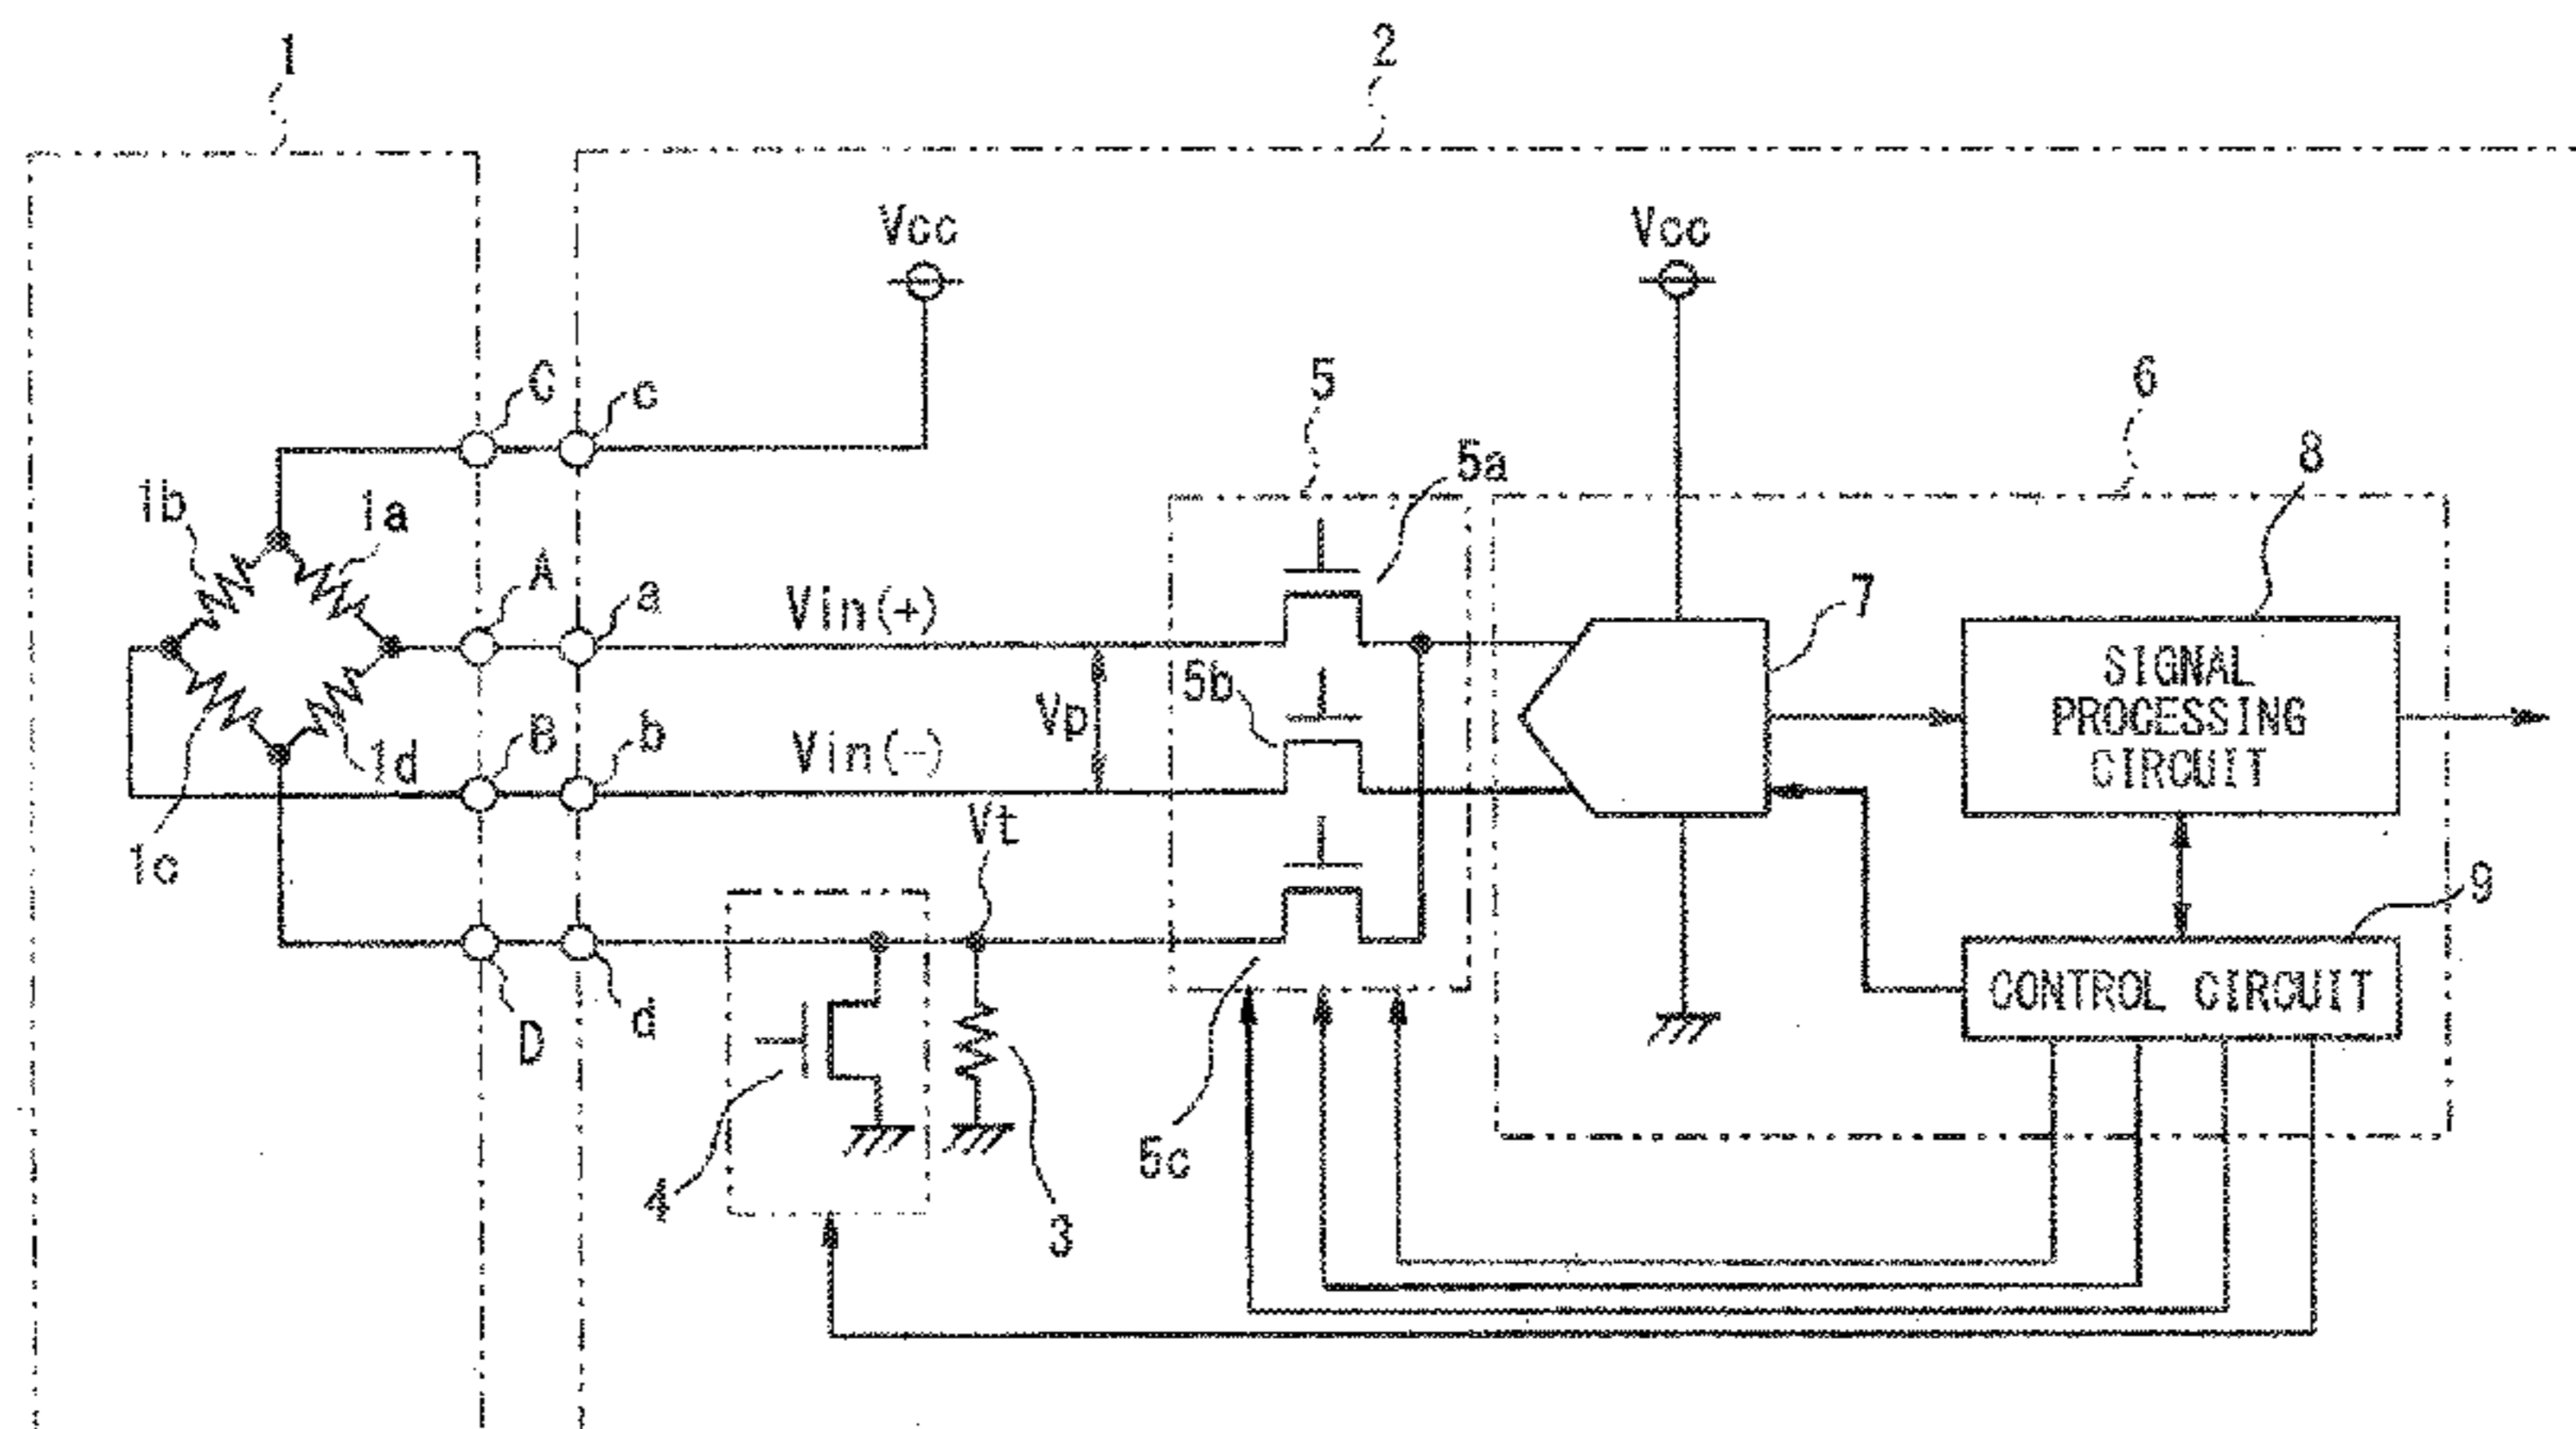 1
2
Vcc
Vcc
C
c
5
6
5a
8
1b
1a
A
a
Vin(+)
7
5b
SIGNAL
PROCESSING
CIRCUIT
Vp
B
b
Vin(-)
1d
1c
Vt
9
CONTROL CIRCUIT
D
d
5c
4
3